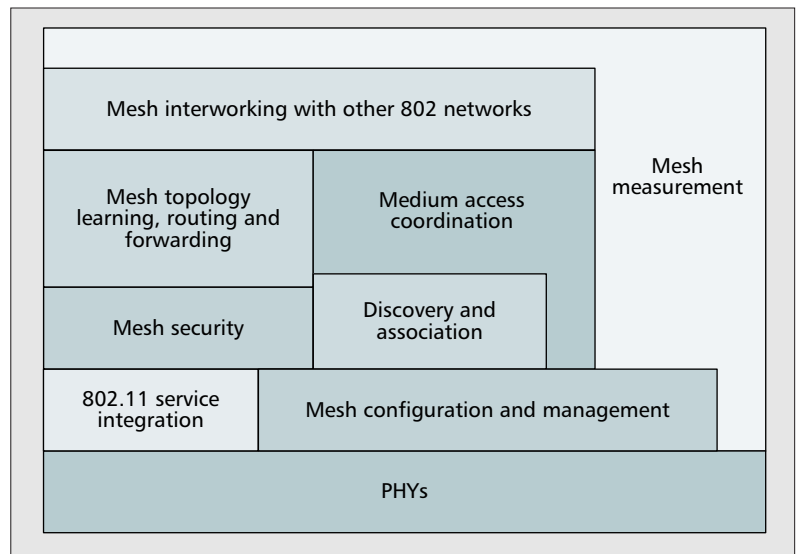 Mesh interworking with other 802 networks
Mesh
measurement
Mesh topology
learning, routing and
forwarding
Medium access
coordination
Mesh security
Discovery and
association
802.11 service
integration
Mesh configuration and management
PHYs